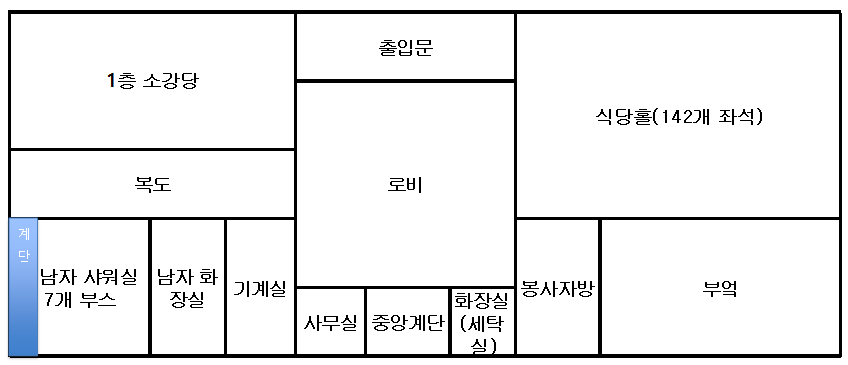 1층 소강당
출입문
식당홀(142개 좌석)
복도
로비
계
단
남자 샤워실
7개 부스
남자 화
장실
기계실
사무실
중앙계단
화장실
(세탁
실)
봉사자방
부엌